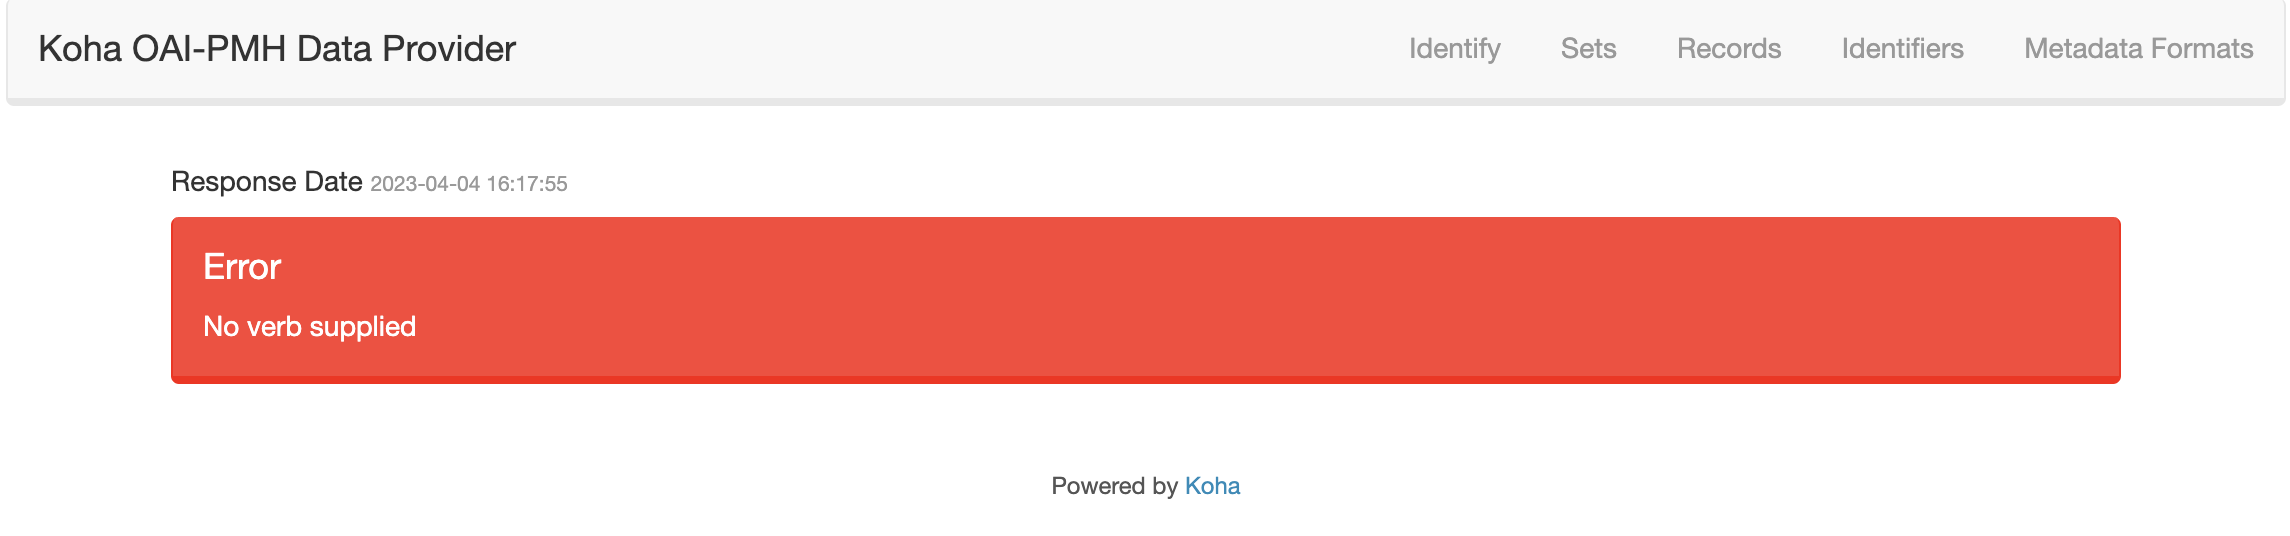 Koha OAI-PMH Data Provider Identify Sets Records Identifiers Metadata Formats
Response Date 2023-04-04 16:17:55
Error
No verb supplied
Powered by Koha